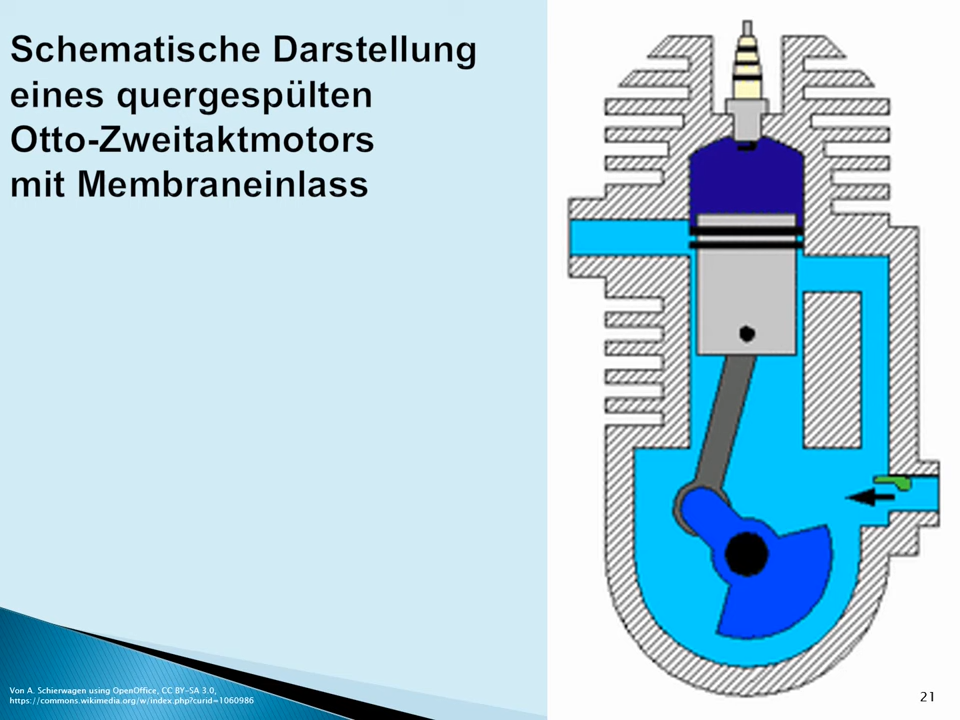 Schematische Darstellung
eines quergespülten
Otto-Zweitaktmotors
mit Membraneinlass
Von A. Schierwagen using OpenOffice, CC BY-SA 3.0,
https://commons.wikimedia.org/w/index.php?curid=1060986
21